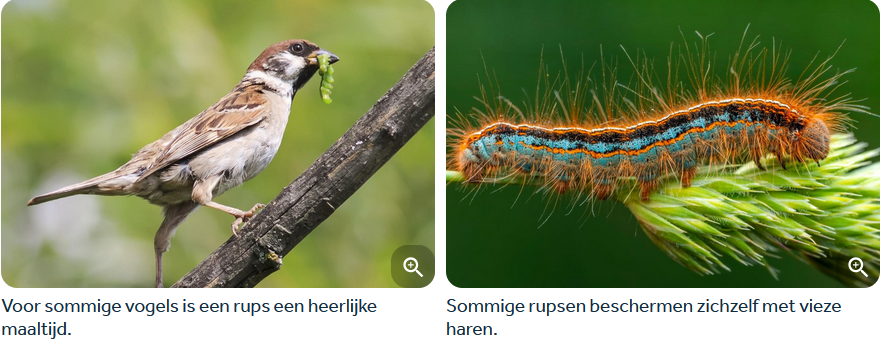 Voor sommige vogels is een rups een heerlijke
maaltijd.
Sommige rupsen beschermen zichzelf met vieze
haren.